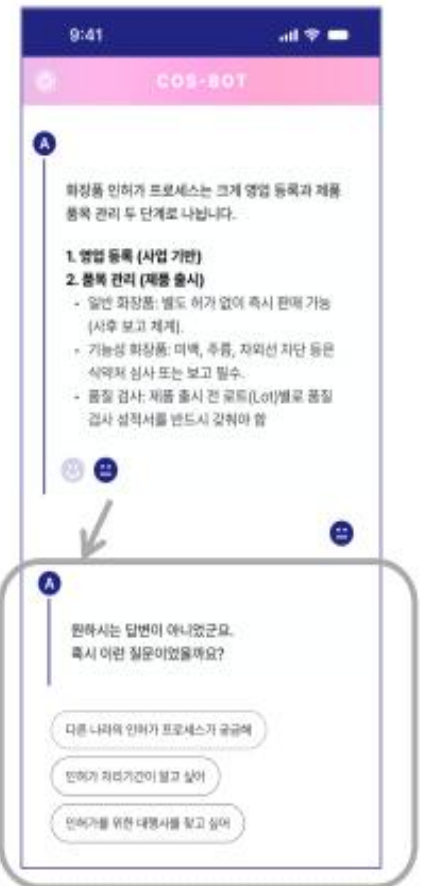 9:41
COS-BOT
A
화장품 인허가 프로세스는 크게 영업 등록과 제품
품목 관리 두 단계로 나뉩니다.
1. 영업 등록 (사업 기반)
2. 품목 관리 (제품 출시)
- 일반 화장품: 별도 허가 없이 즉시 판매 가능
(사후 보고 체계).
- 기능성 화장품: 미백, 주름, 자외선 차단 등은
식약처 심사 또는 보고 필수.
- 품질 검사: 제품 출시 전 로트(Lot)별로 품질
검사 성적서를 반드시 갖춰야 함
A
원하시는 답변이 아니었군요.
혹시 이런 질문이었을까요?
다른 나라의 인허가 프로세스가 궁금해
인허가 처리기간이 알고 싶어
인허가를 위한 대행사를 찾고 싶어